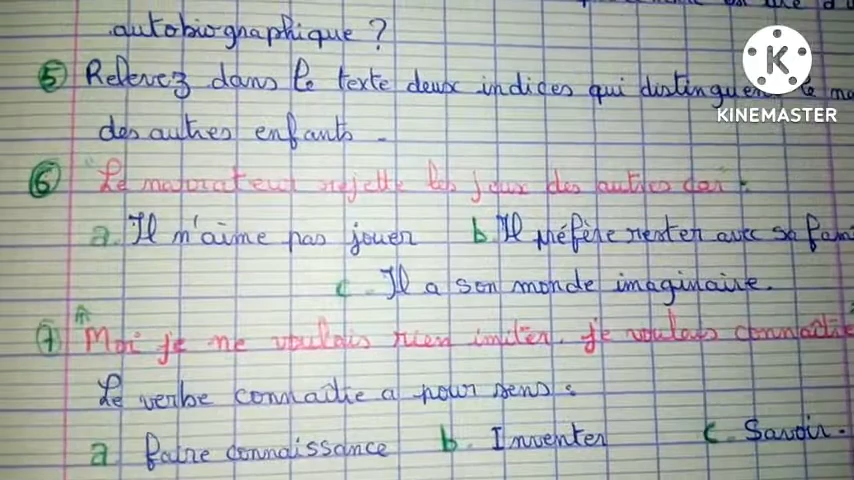 autobiographique ?
⑤ Relevez dans le texte deux indices qui distinguent le
K
KINEMASTER
des autres enfants.
⑥ "Le narrateur rejette les jeux des autres car :
a. Il n'aime pas jouer b. Il préfère rester avec sa
c. Il a son monde imaginaire.
⑦ "Moi je ne voulais rien imiter, je voulais connaître
Le verbe connaître a pour sens :
a faire connaissance b. Inventer c. Savoir.